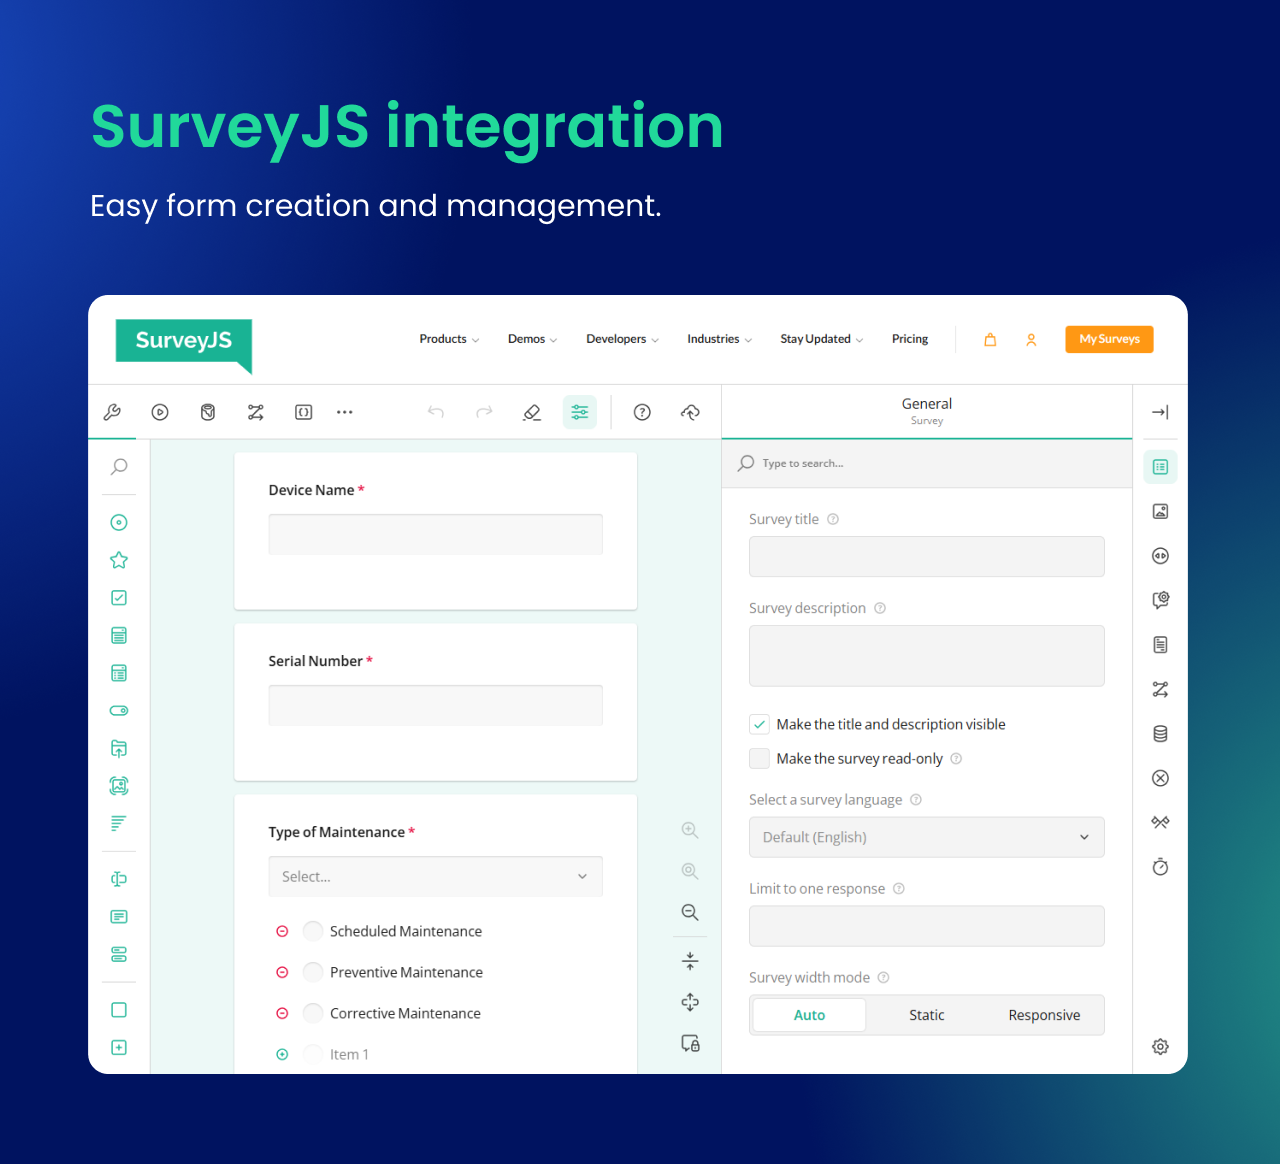 SurveyJS integration
Easy form creation and management.
SurveyJS
Products
Demos
Developers
Industries
Stay Updated
Pricing
My Surveys
General
Survey
Type to search...
Device Name *
Serial Number *
Type of Maintenance *
Select...
Scheduled Maintenance
Preventive Maintenance
Corrective Maintenance
Item 1
Survey title
Survey description
Make the title and description visible
Make the survey read-only
Select a survey language
Default (English)
Limit to one response
Survey width mode
Auto
Static
Responsive